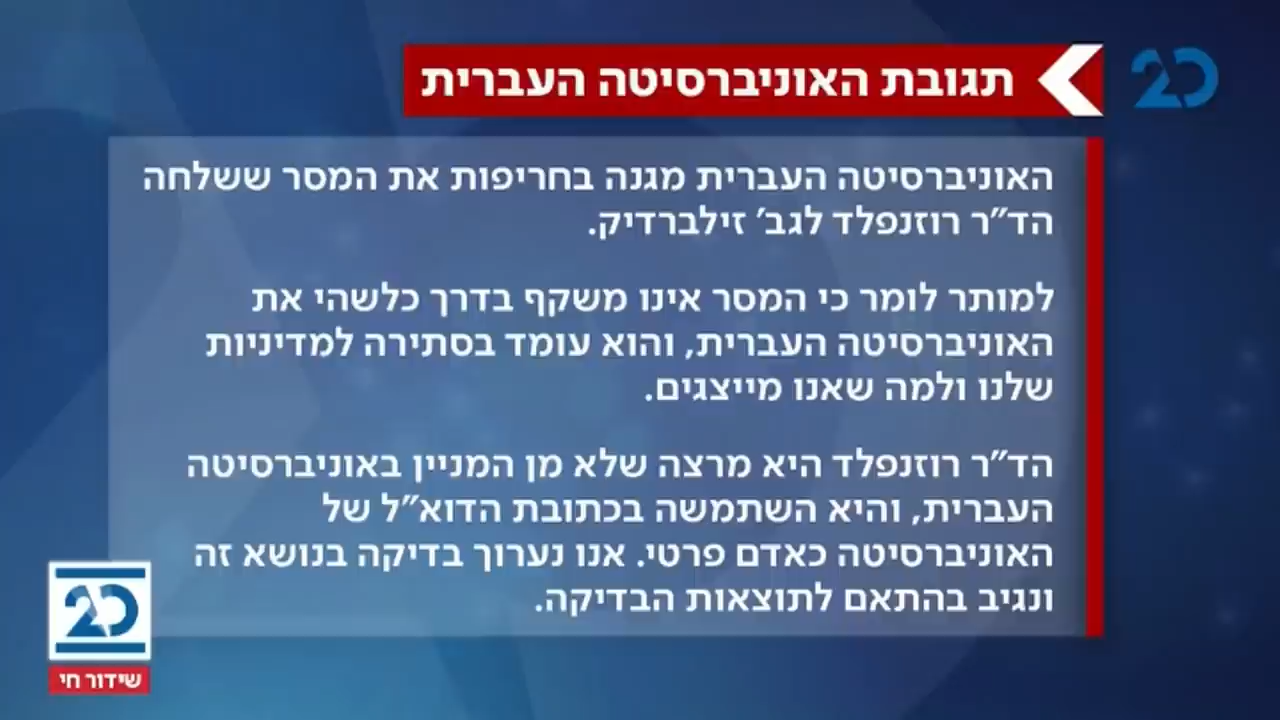 תגובת האוניברסיטה העברית
20
האוניברסיטה העברית מגנה בחריפות את המסר ששלחה
הד״ר רוזנפלד לגב׳ זילברדיק.
למותר לומר כי המסר אינו משקף בדרך כלשהי את
האוניברסיטה העברית, והוא עומד בסתירה למדיניות
שלנו ולמה שאנו מייצגים.
הד״ר רוזנפלד היא מרצה שלא מן המניין באוניברסיטה
העברית, והיא השתמשה בכתובת הדוא״ל של
האוניברסיטה כאדם פרטי. אנו נערוך בדיקה בנושא זה
ונגיב בהתאם לתוצאות הבדיקה.
20
שידור חי